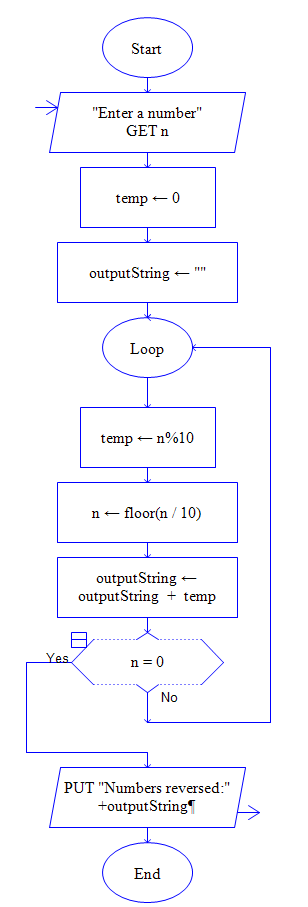 Start
"Enter a number"
GET n
temp ← 0
outputString ← ""
Loop
temp ← n%10
n ← floor(n / 10)
outputString ←
outputString + temp
Yes
n = 0
No
PUT "Numbers reversed:"
+outputString¶
End